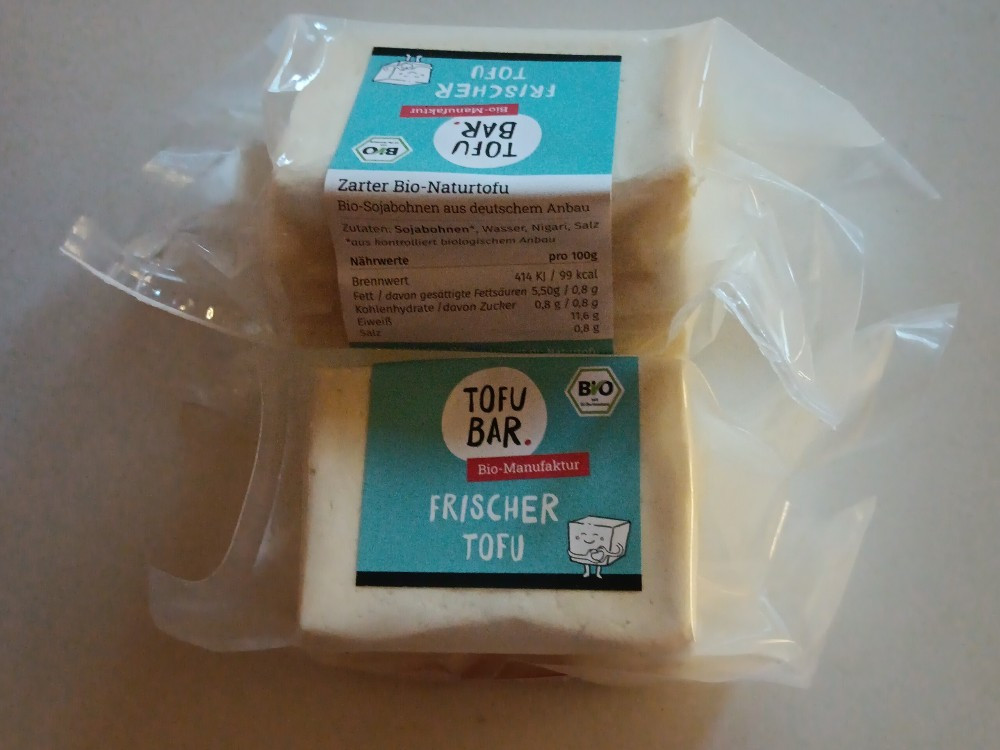 FRISCHER
TOFU
Bio-Manufaktur
TOFU
BAR.
BIO
Zarter Bio-Naturtofu
Bio-Sojabohnen aus deutschem Anbau
Zutaten: Sojabohnen*, Wasser, Nigari, Salz
*aus kontrolliert biologischem Anbau
Nährwerte pro 100g
Brennwert 414 KJ / 99 kcal
Fett / davon gesättigte Fettsäuren 5,50g / 0,8 g
Kohlenhydrate / davon Zucker 0,8 g / 0,8 g
Eiweiß 11,6 g
Salz 0,8 g
TOFU
BAR.
BIO
Bio-Manufaktur
FRISCHER
TOFU